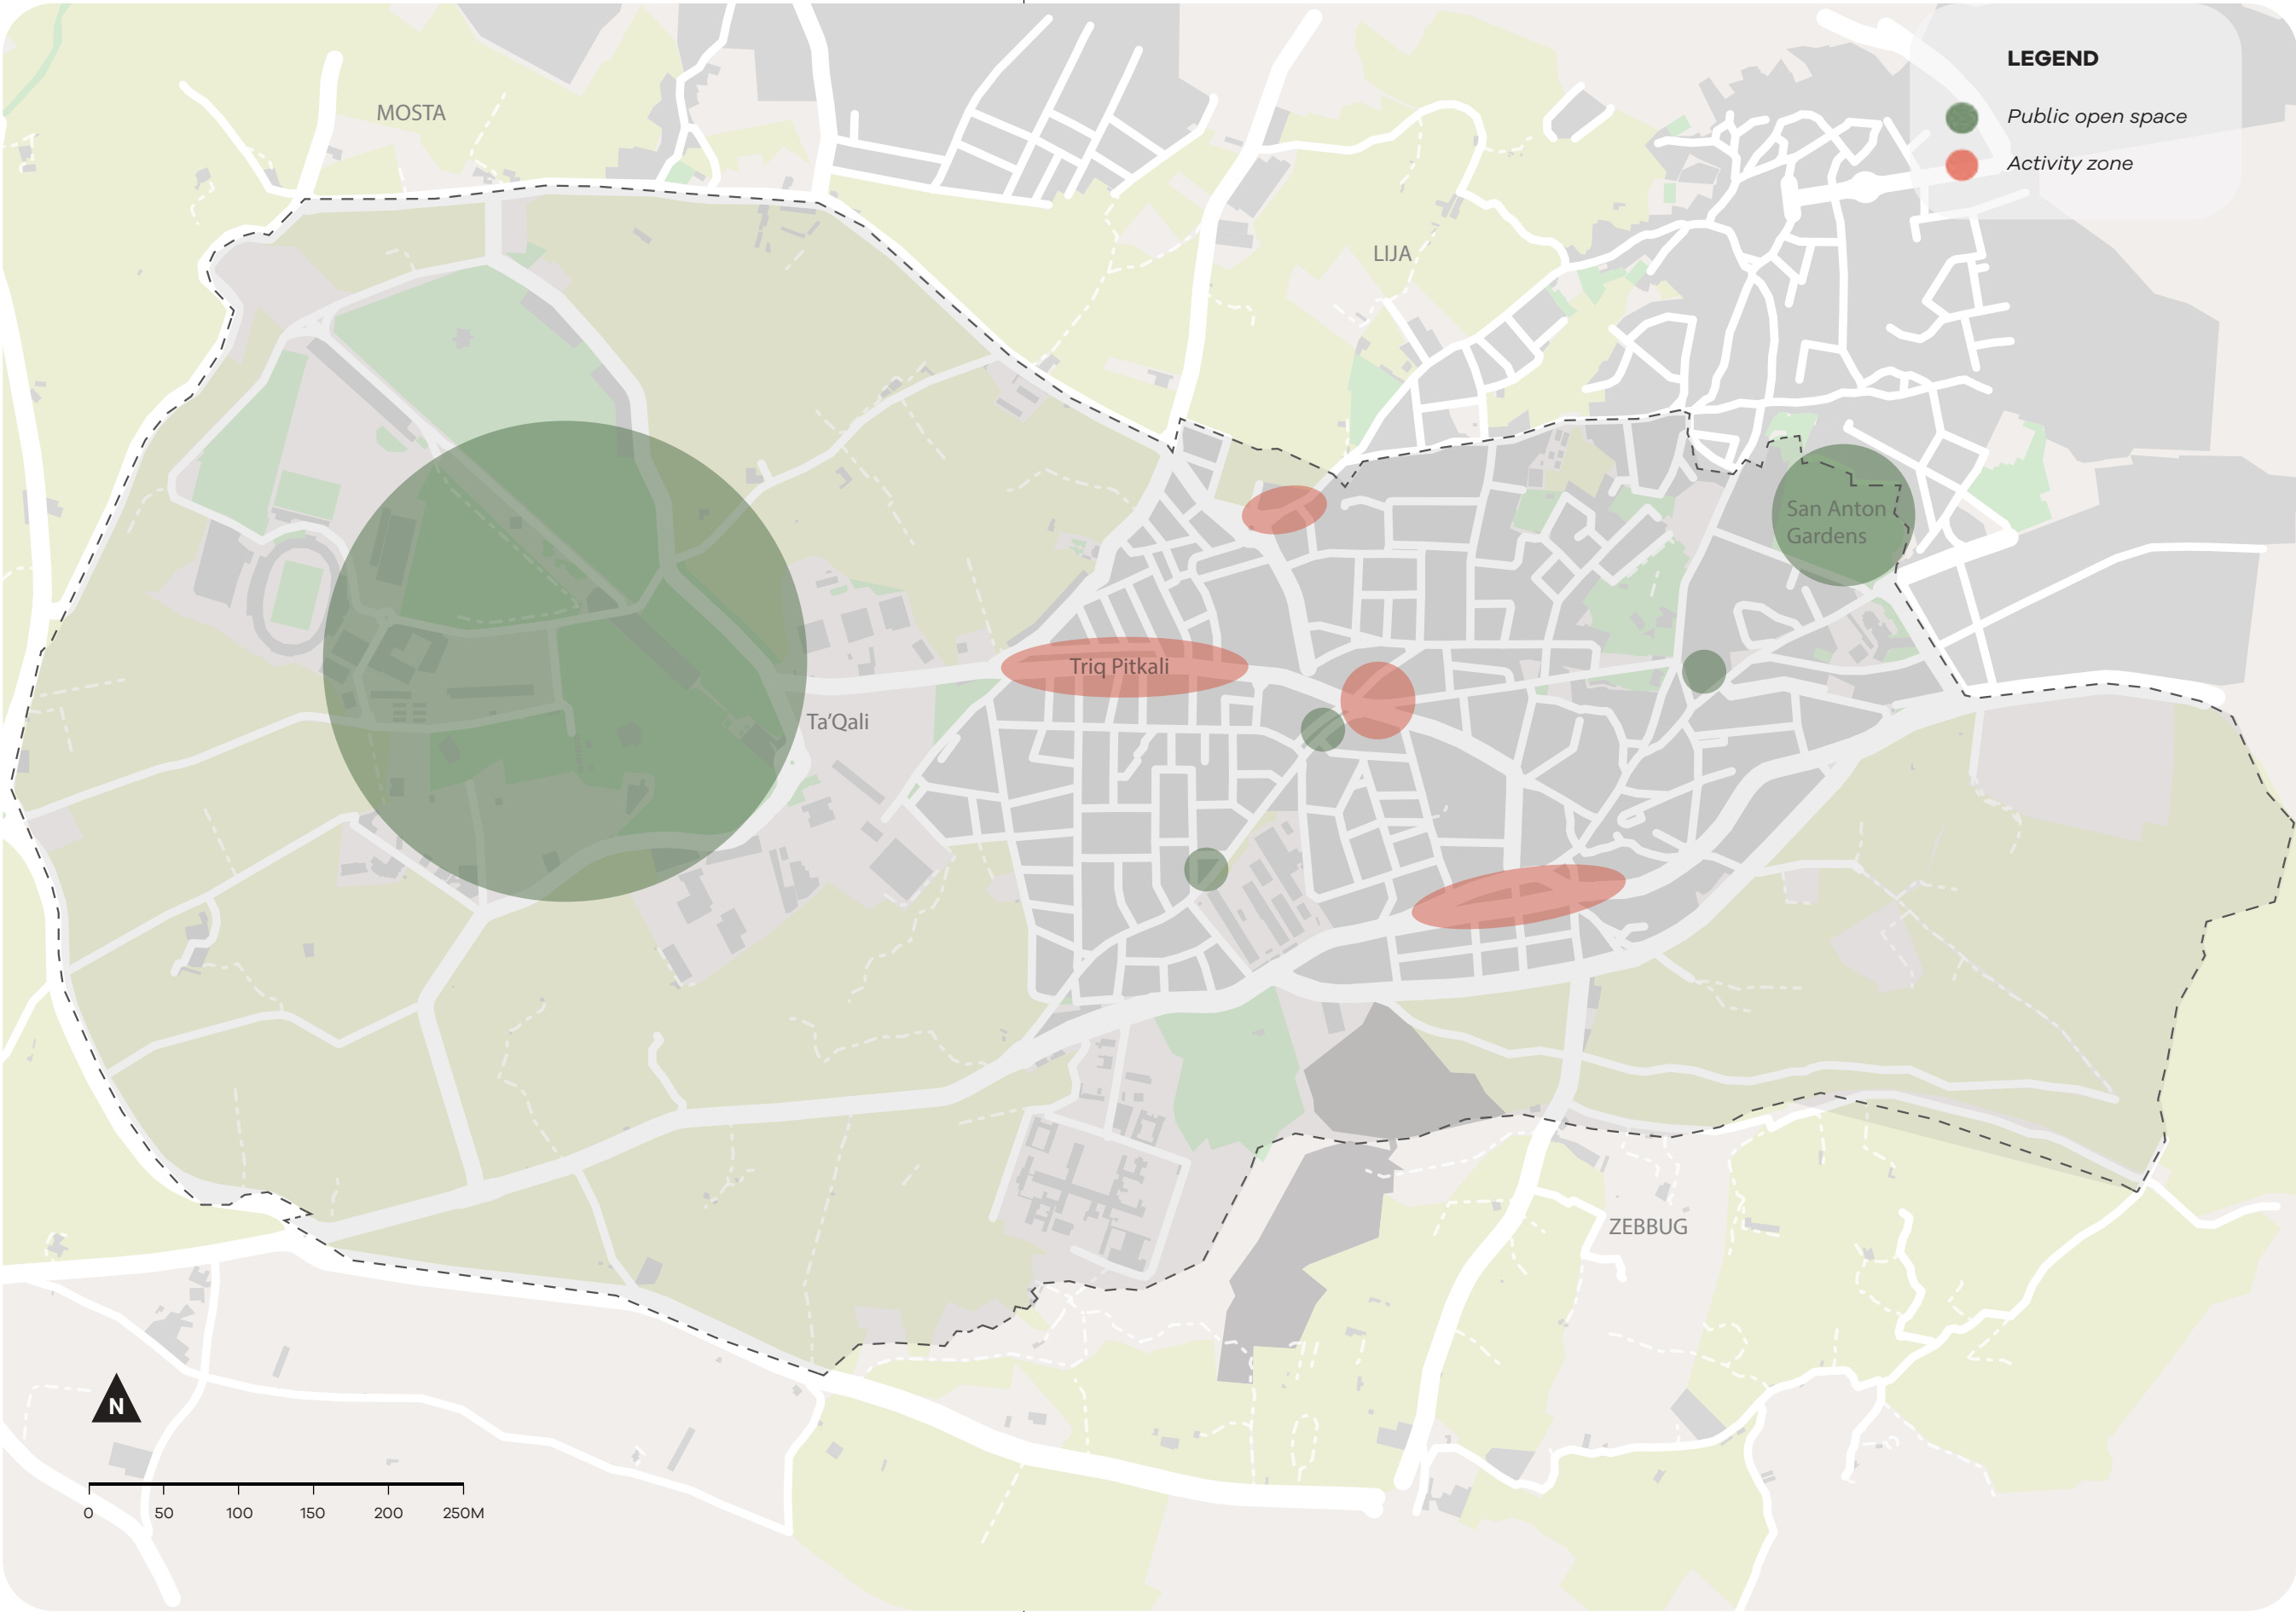 LEGEND
Public open space
Activity zone
MOSTA
LIJA
San Anton
Gardens
Triq Pitkali
Ta'Qali
ZEBBUG
N
0 50 100 150 200 250M